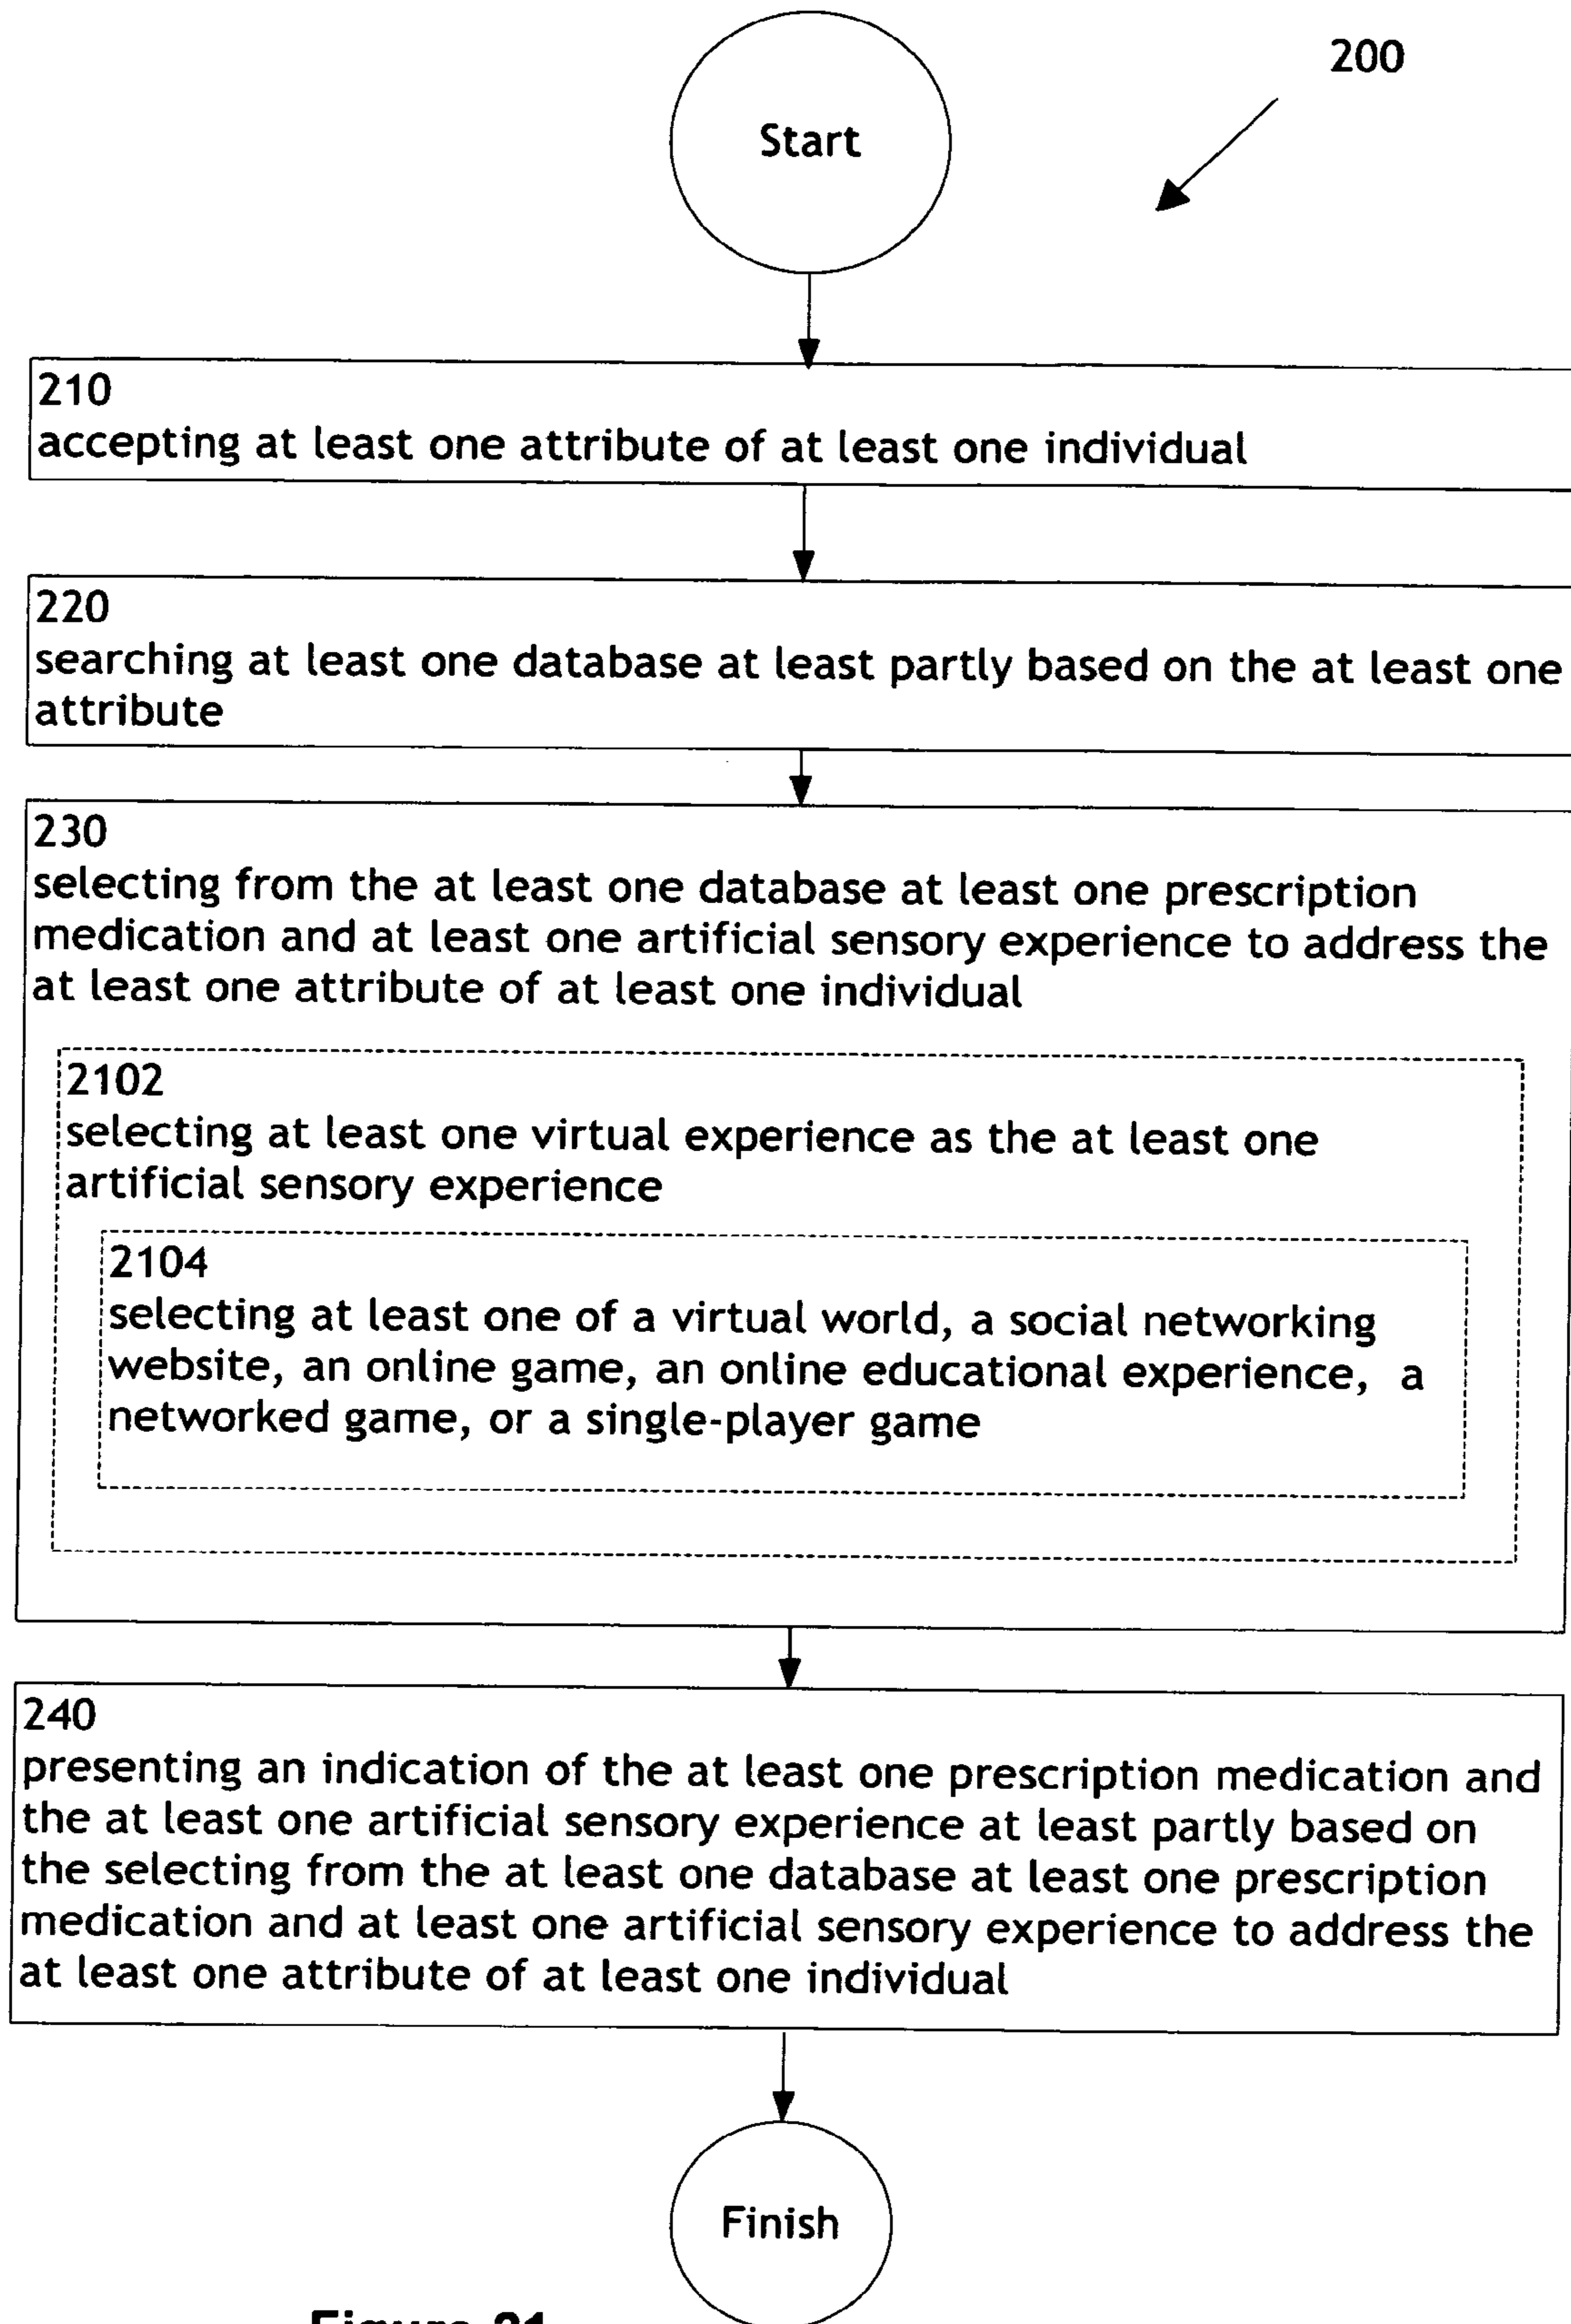 200
Start
210
accepting at least one attribute of at least one individual
220
searching at least one database at least partly based on the at least one
attribute
230
selecting from the at least one database at least one prescription
medication and at least one artificial sensory experience to address the
at least one attribute of at least one individual
2102
selecting at least one virtual experience as the at least one
artificial sensory experience
2104
selecting at least one of a virtual world, a social networking
website, an online game, an online educational experience, a
networked game, or a single-player game
240
presenting an indication of the at least one prescription medication and
the at least one artificial sensory experience at least partly based on
the selecting from the at least one database at least one prescription
medication and at least one artificial sensory experience to address the
at least one attribute of at least one individual
Finish
Figure 21